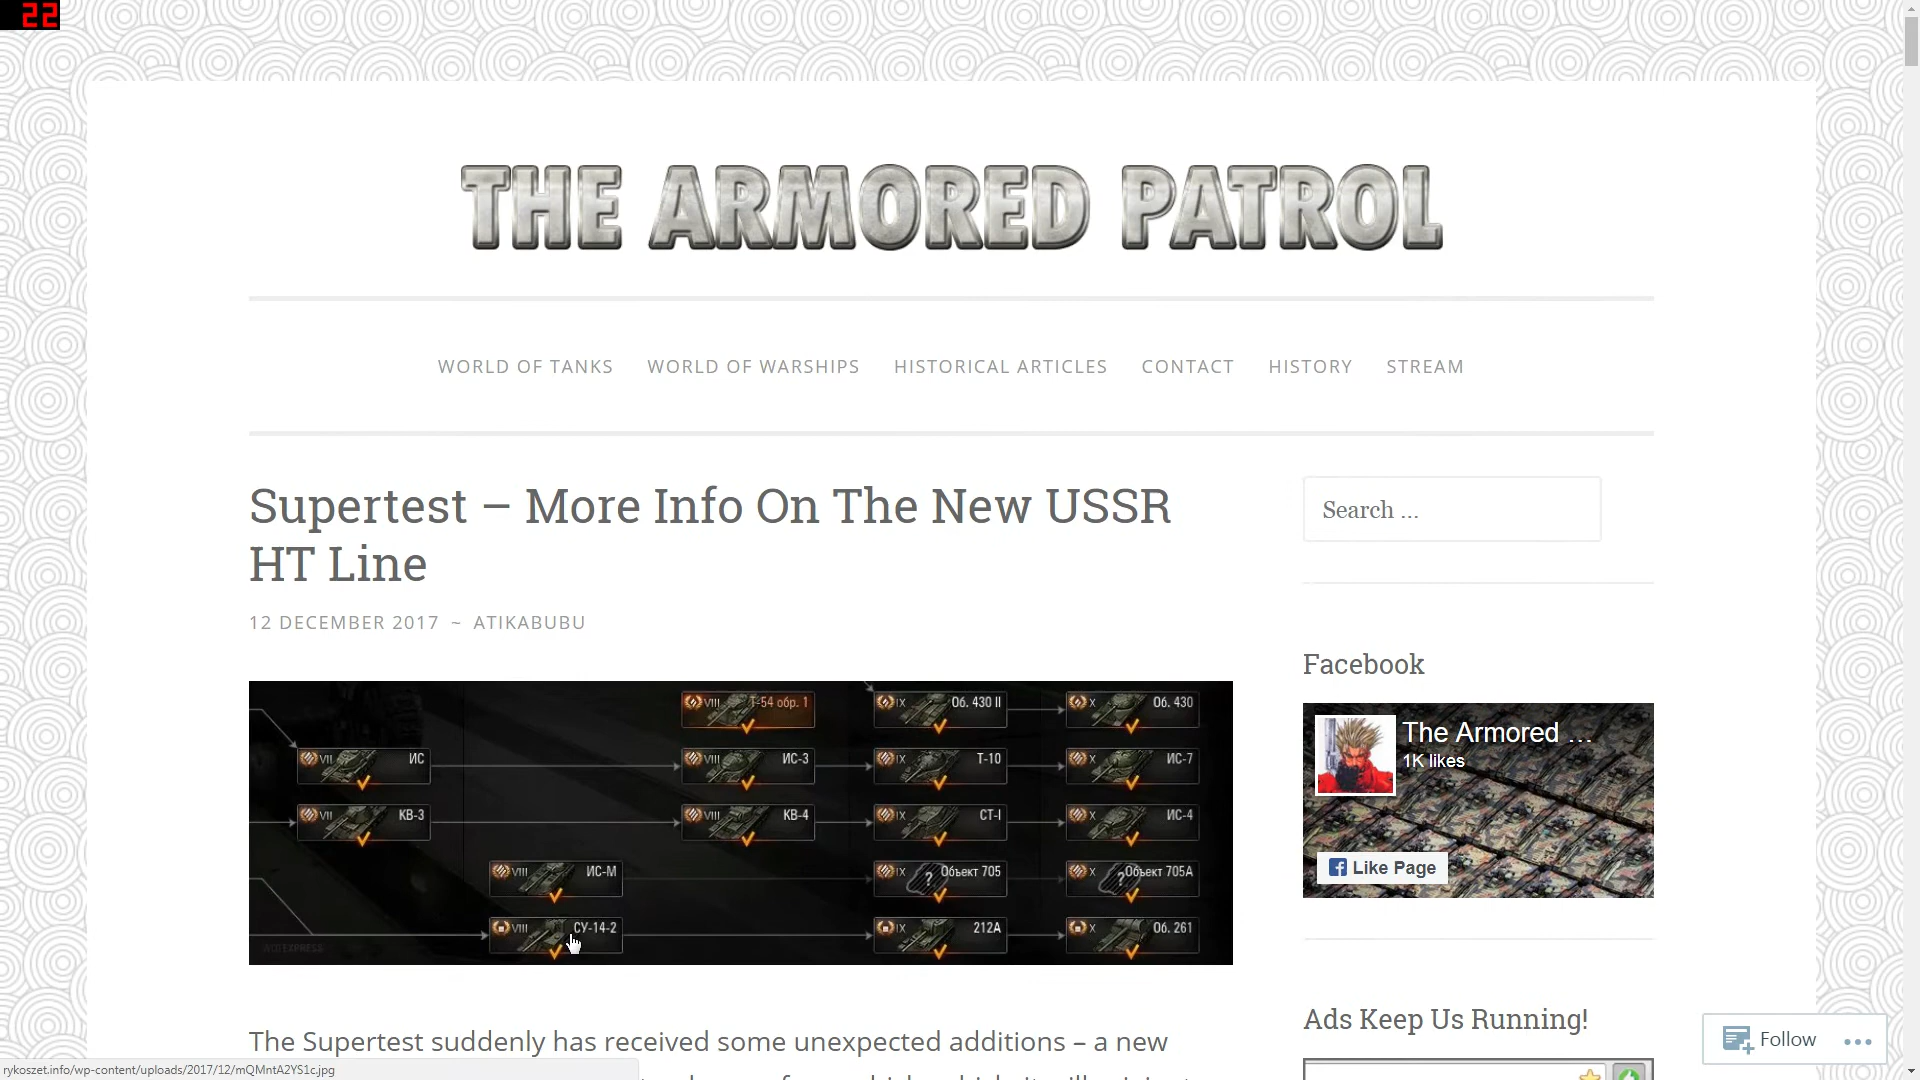 22
THE ARMORED PATROL
WORLD OF TANKS WORLD OF WARSHIPS HISTORICAL ARTICLES CONTACT HISTORY STREAM
Supertest – More Info On The New USSR
HT Line
12 DECEMBER 2017 ~ ATIKABUBU
VIII Т-54 обр. 1 IX Об. 430 II X Об. 430
VII ИС VIII ИС-3 IX Т-10 X ИС-7
VII КВ-3 VIII КВ-4 IX СТ-I X ИС-4
VIII ИС-М IX ? Объект 705 X ? Объект 705А
VIII СУ-14-2 IX 212А X Об. 261
WOTEXPRESS
The Supertest suddenly has received some unexpected additions – a new
Search ...
Facebook
The Armored ...
1K likes
Like Page
Ads Keep Us Running!
Follow
rykoszet.info/wp-content/uploads/2017/12/mQMntA2YS1c.jpg